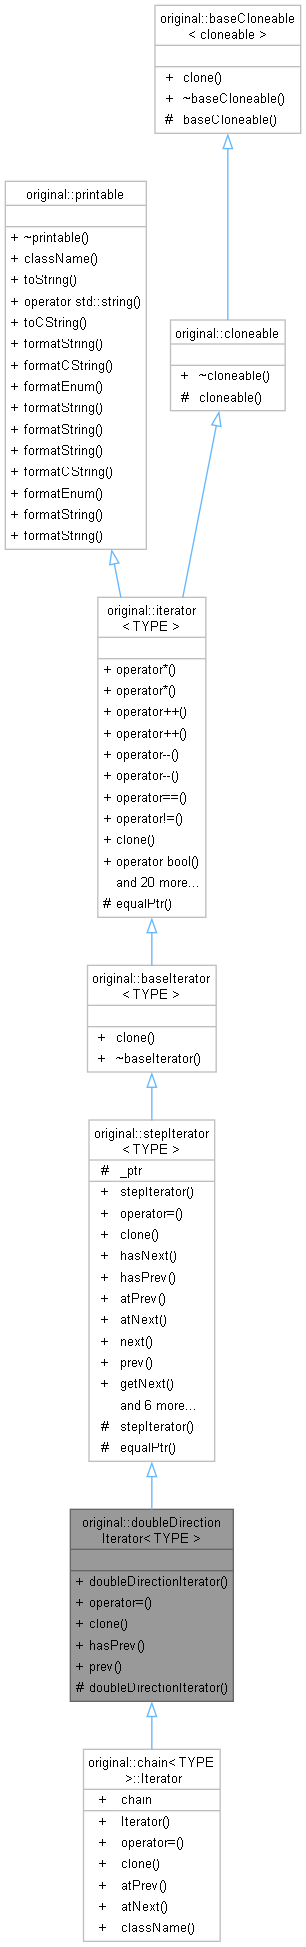 original::baseCloneable
< cloneable >
+ clone()
+ ~baseCloneable()
# baseCloneable()
original::printable
+ ~printable()
+ className()
+ toString()
+ operator std::string()
+ toCString()
+ formatString()
+ formatCString()
+ formatEnum()
+ formatString()
+ formatString()
+ formatString()
+ formatCString()
+ formatEnum()
+ formatString()
+ formatString()
original::cloneable
+ ~cloneable()
# cloneable()
original::iterator
< TYPE >
+ operator*()
+ operator*()
+ operator++()
+ operator++()
+ operator--()
+ operator--()
+ operator==()
+ operator!=()
+ clone()
+ operator bool()
and 20 more...
# equalPtr()
original::baseIterator
< TYPE >
+ clone()
+ ~baseIterator()
original::stepIterator
< TYPE >
# _ptr
+ stepIterator()
+ operator=()
+ clone()
+ hasNext()
+ hasPrev()
+ atPrev()
+ atNext()
+ next()
+ prev()
+ getNext()
and 6 more...
# stepIterator()
# equalPtr()
original::doubleDirection
Iterator< TYPE >
+ doubleDirectionIterator()
+ operator=()
+ clone()
+ hasPrev()
+ prev()
# doubleDirectionIterator()
original::chain< TYPE
>::Iterator
+ chain
+ Iterator()
+ operator=()
+ clone()
+ atPrev()
+ atNext()
+ className()